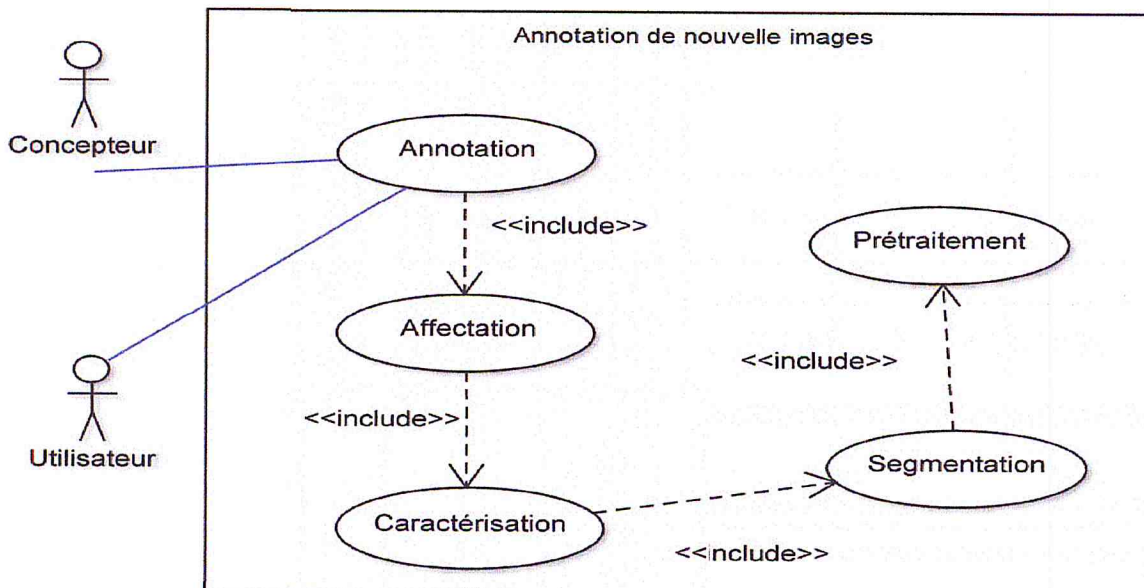 Annotation de nouvelle images
Concepteur
Annotation
<<include>>
Prétraitement
Affectation
<<include>>
<<include>>
Utilisateur
Segmentation
Caractérisation
<<include>>